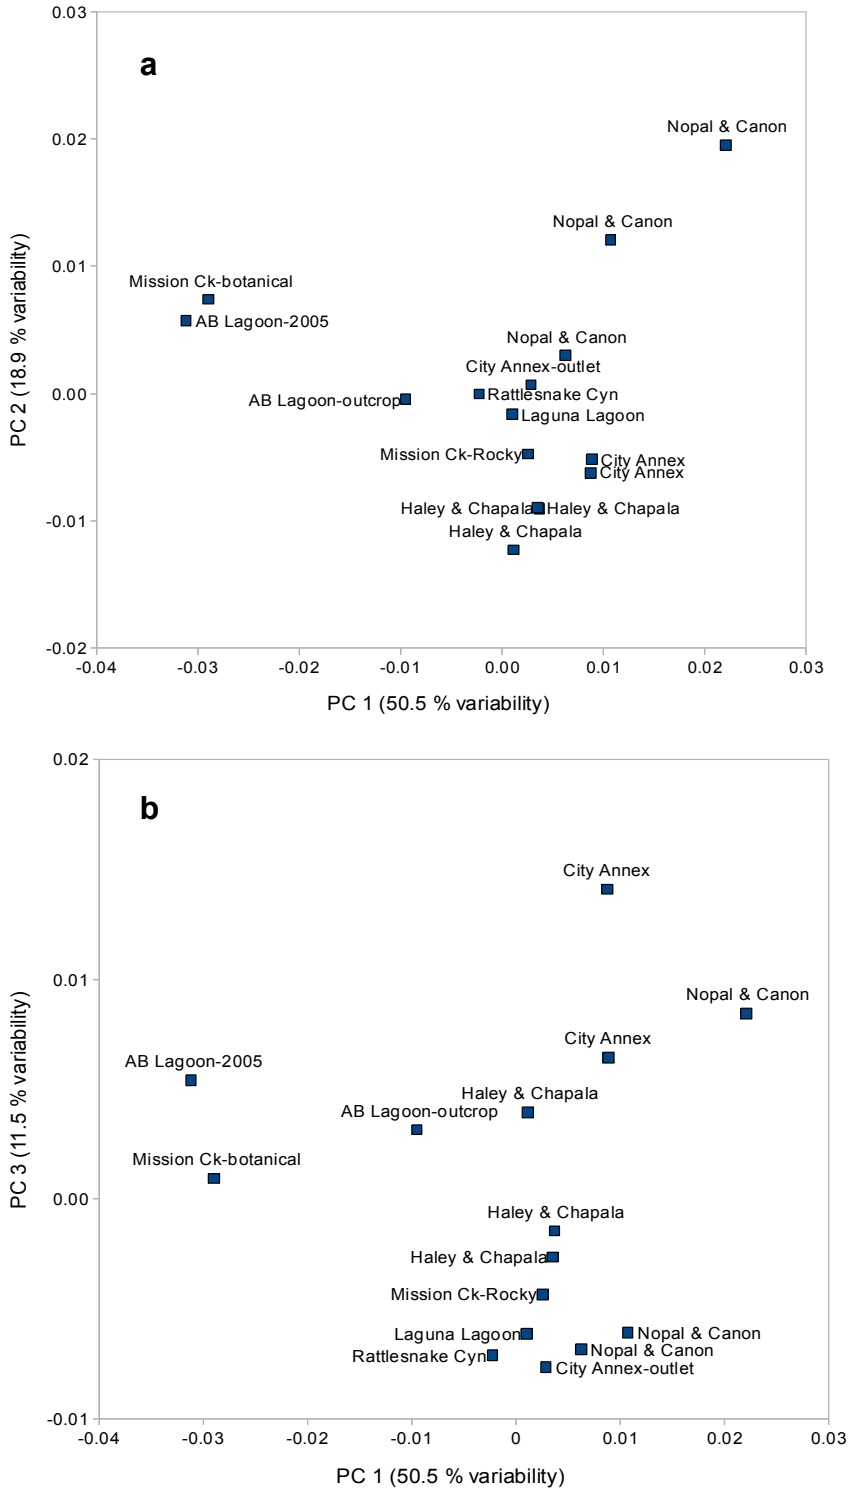 0.03
a
Nopal & Canon
0.02
Nopal & Canon
0.01
Mission Ck-botanical
AB Lagoon-2005
Nopal & Canon
City Annex-outlet
0.00
Rattlesnake Cyn
AB Lagoon-outcrop
Laguna Lagoon
Mission Ck-Rocky
City Annex
City Annex
Haley & Chapala
Haley & Chapala
-0.01
Haley & Chapala
-0.02
PC 2 (18.9 % variability)
-0.04 -0.03 -0.02 -0.01 0.00 0.01 0.02 0.03
PC 1 (50.5 % variability)
0.02
b
City Annex
0.01
Nopal & Canon
City Annex
AB Lagoon-2005
Haley & Chapala
AB Lagoon-outcrop
Mission Ck-botanical
0.00
Haley & Chapala
Haley & Chapala
Mission Ck-Rocky
Laguna Lagoon
Nopal & Canon
Nopal & Canon
Rattlesnake Cyn
City Annex-outlet
-0.01
PC 3 (11.5 % variability)
-0.04 -0.03 -0.02 -0.01 0 0.01 0.02 0.03
PC 1 (50.5 % variability)